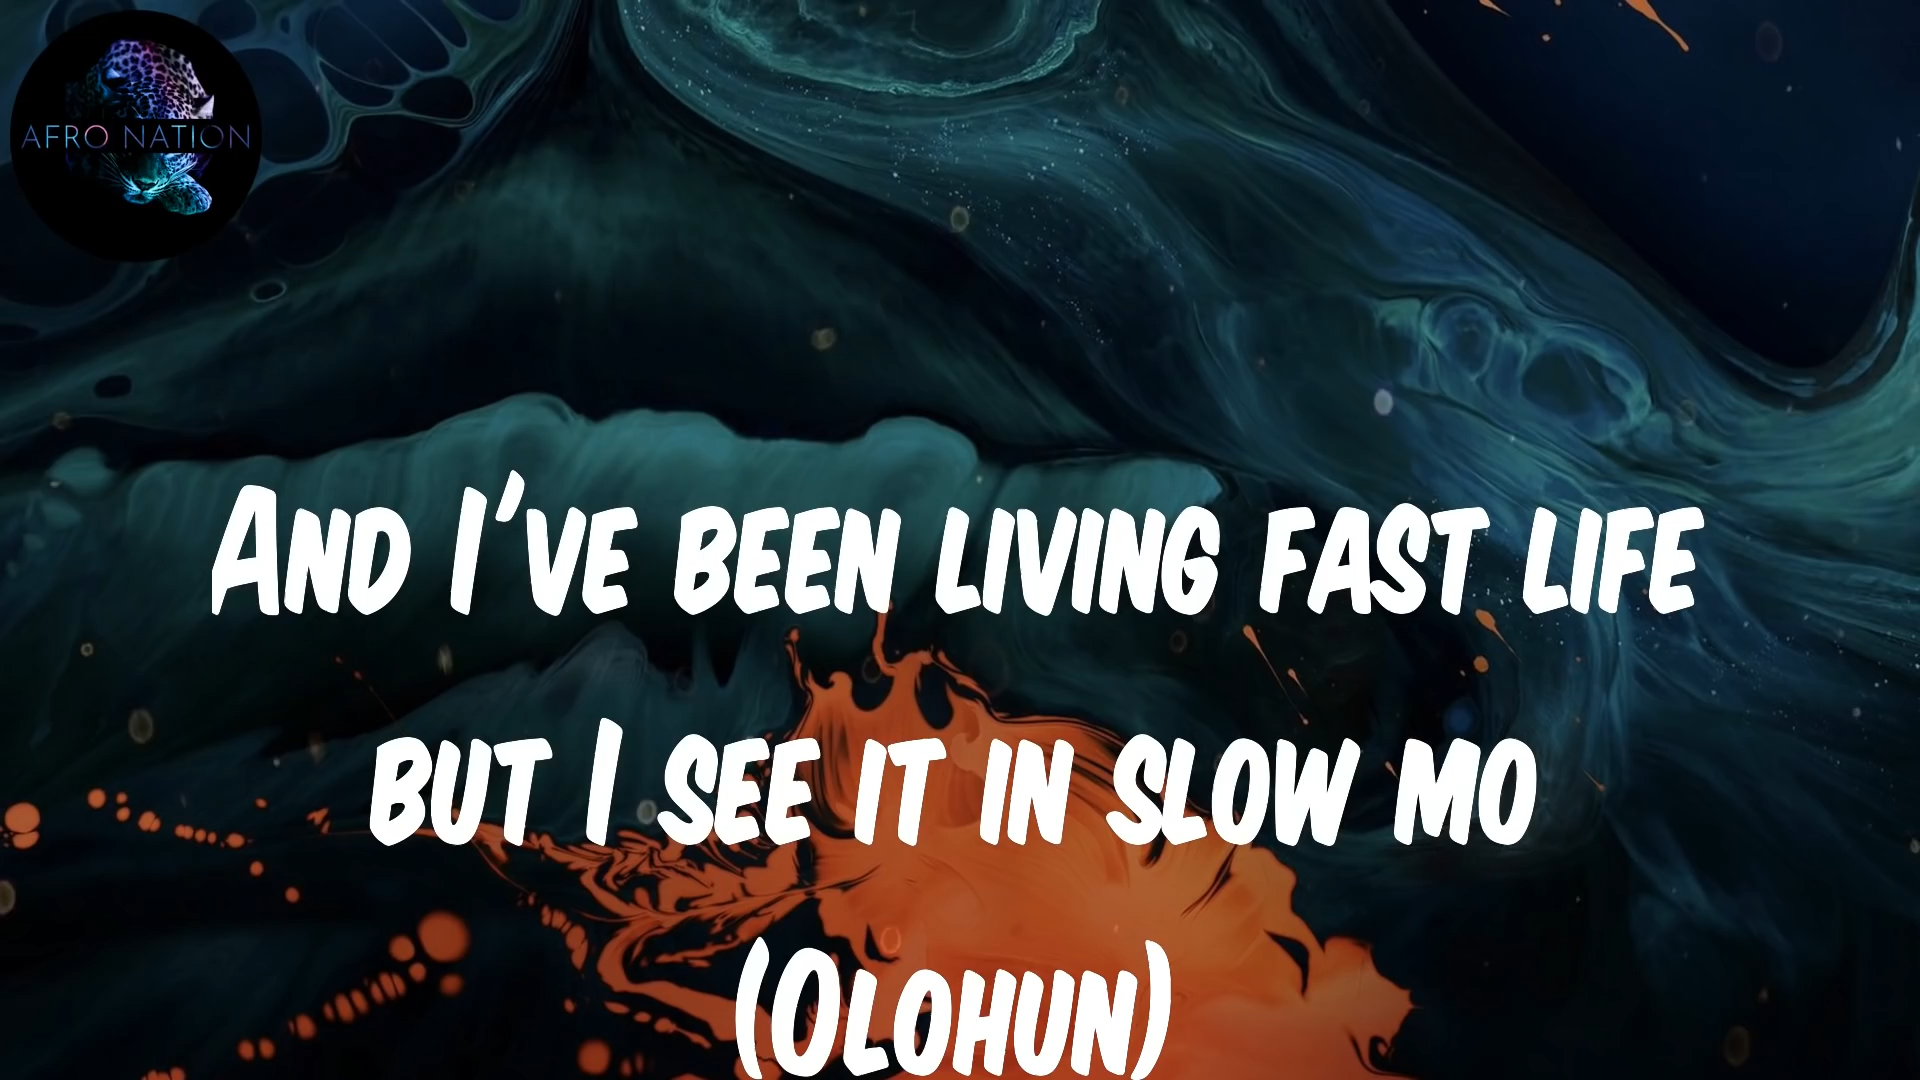 AFRO NATION
And I've been living fast life
but I see it in slow mo
(Olohun)